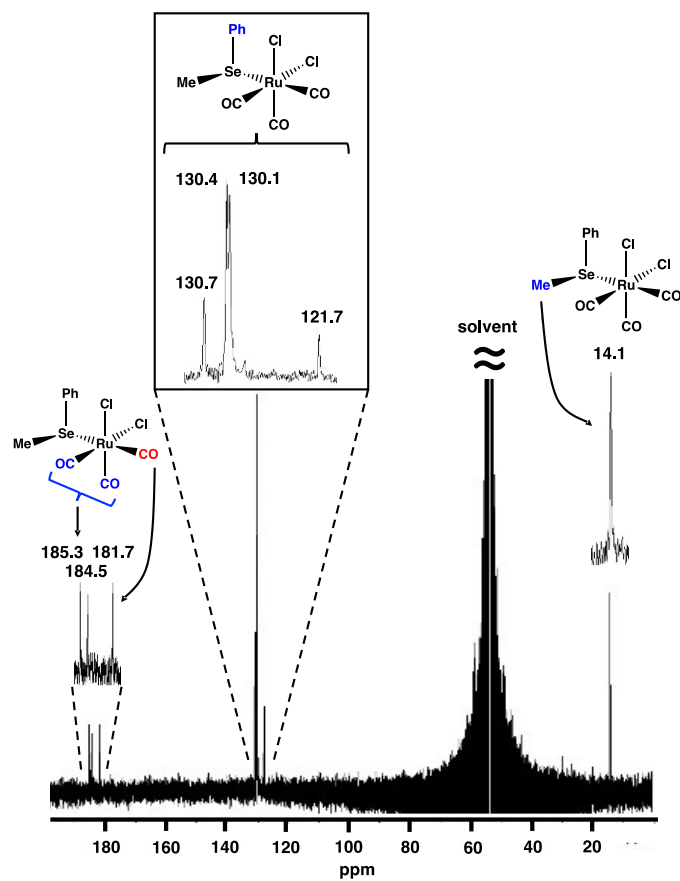 Ph
Cl
Cl
Se
Me
Ru
OC
CO
CO
130.4 130.1
130.7
121.7
Ph
Cl
Cl
Se
Me
Ru
OC
CO
CO
14.1
solvent
Ph
Cl
Cl
Se
Me
Ru
OC
CO
CO
185.3 181.7
184.5
180 160 140 120 100 80 60 40 20
ppm